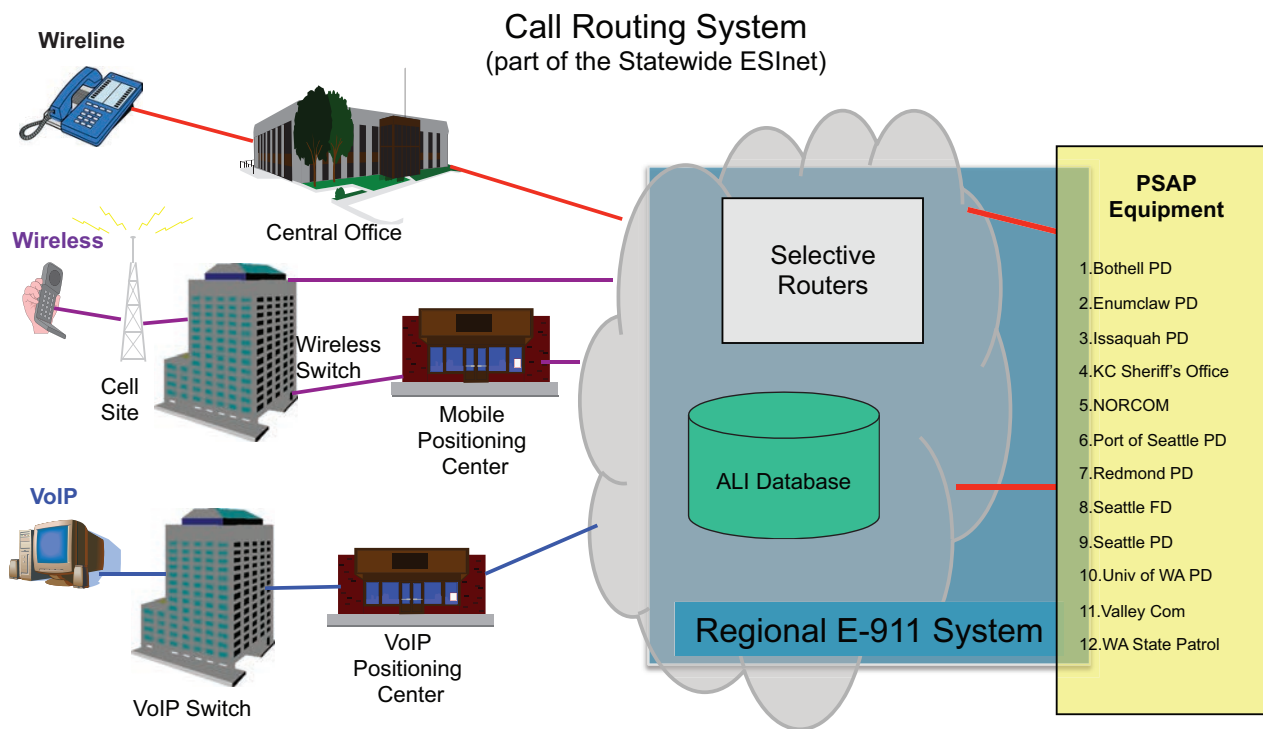 Call Routing System
(part of the Statewide ESInet)
Wireline
Central Office
Wireless
Cell
Site
Wireless
Switch
Mobile
Positioning
Center
VoIP
VoIP Switch
VoIP
Positioning
Center
Selective
Routers
ALI Database
Regional E-911 System
PSAP
Equipment
1.Bothell PD
2.Enumclaw PD
3.Issaquah PD
4.KC Sheriff's Office
5.NORCOM
6.Port of Seattle PD
7.Redmond PD
8.Seattle FD
9.Seattle PD
10.Univ of WA PD
11.Valley Com
12.WA State Patrol